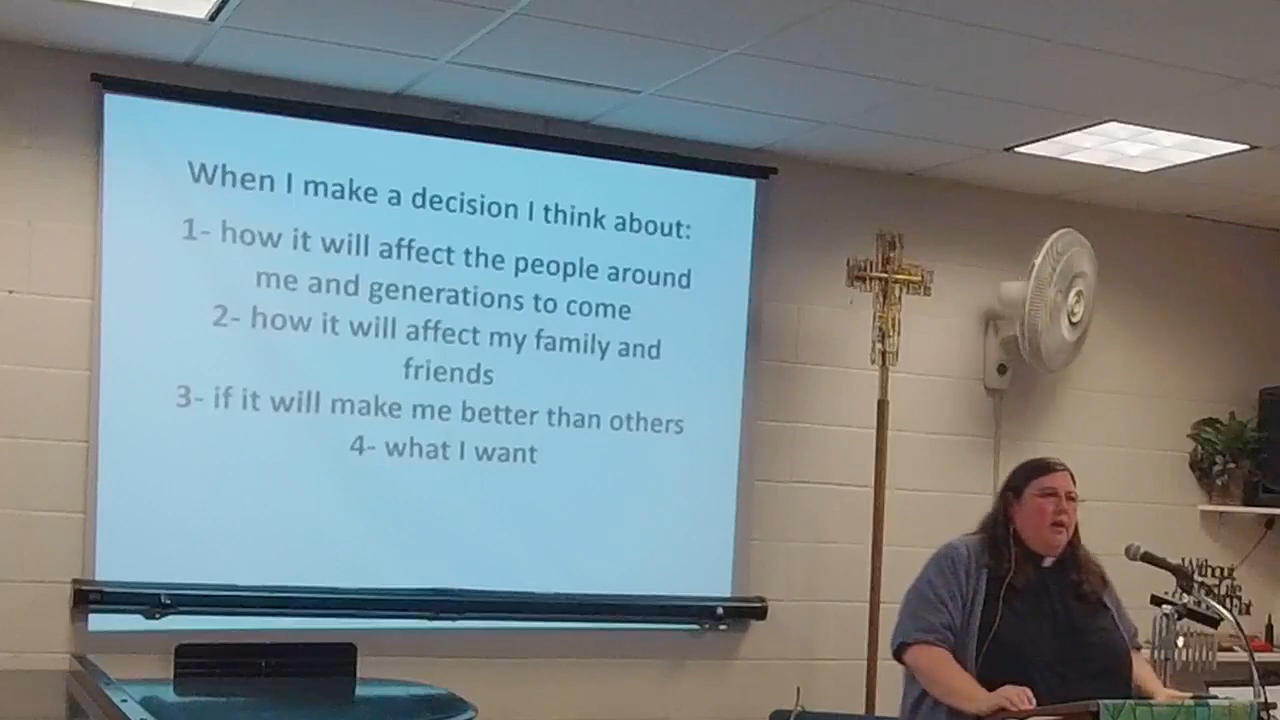 When I make a decision I think about:
1- how it will affect the people around
me and generations to come
2- how it will affect my family and
friends
3- if it will make me better than others
4- what I want
Without
Life